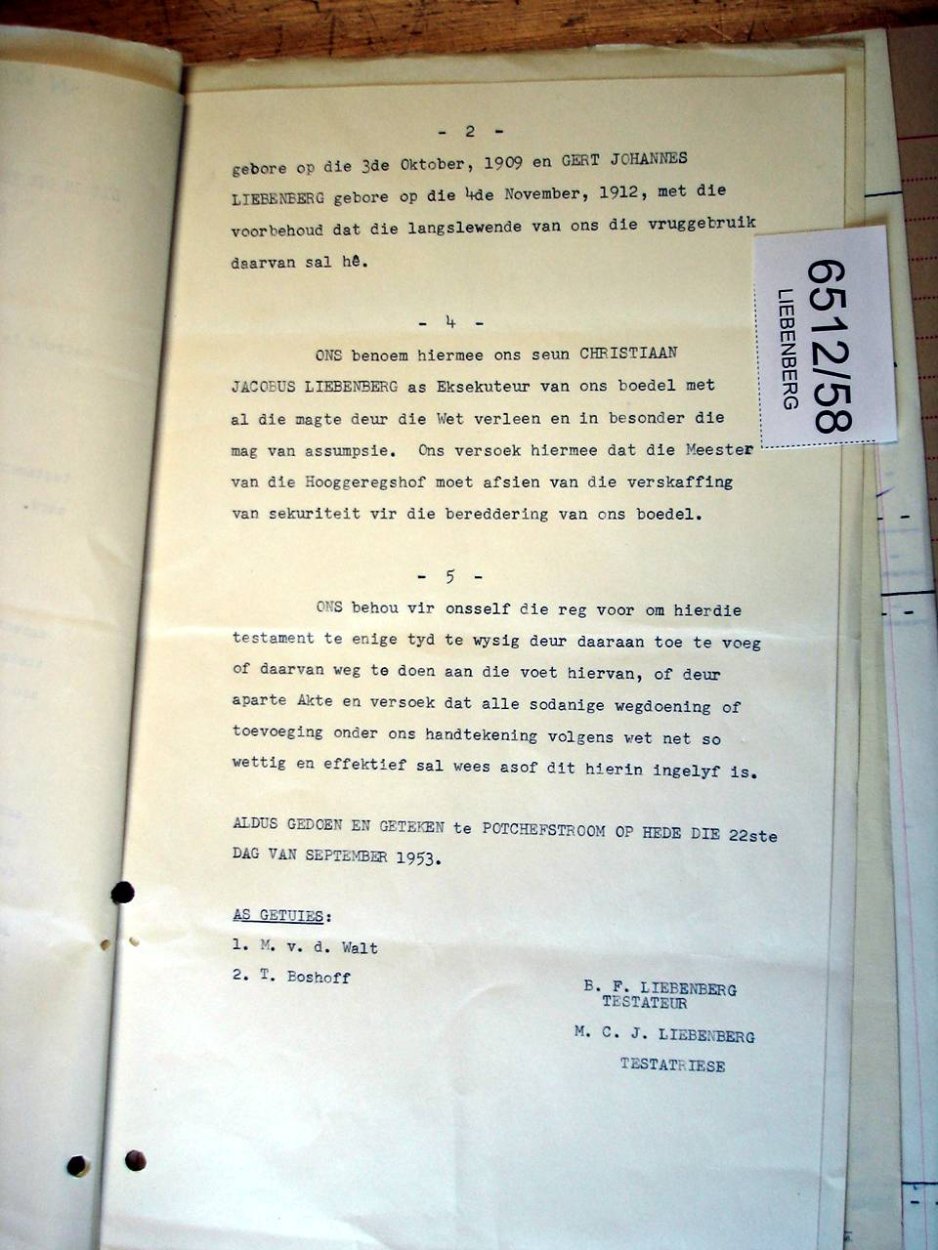 - 2 -
gebore op die 3de Oktober, 1909 en GERT JOHANNES
LIEBENBERG gebore op die 4de November, 1912, met die
voorbehoud dat die langslewende van ons die vruggebruik
daarvan sal hê.
- 4 -
ONS benoem hiermee ons seun CHRISTIAAN
JACOBUS LIEBENBERG as Eksekuteur van ons boedel met
al die magte deur die Wet verleen en in besonder die
mag van assumpsie. Ons versoek hiermee dat die Meester
van die Hooggeregshof moet afsien van die verskaffing
van sekuriteit vir die bereddering van ons boedel.
- 5 -
ONS behou vir onsself die reg voor om hierdie
testament te enige tyd te wysig deur daaraan toe te voeg
of daarvan weg te doen aan die voet hiervan, of deur
aparte Akte en versoek dat alle sodanige wegdoening of
toevoeging onder ons handtekening volgens wet net so
wettig en effektief sal wees asof dit hierin ingelyf is.
ALDUS GEDOEN EN GETEKEN te POTCHEFSTROOM OP HEDE DIE 22ste
DAG VAN SEPTEMBER 1953.
AS GETUIES:
1. M. v. d. Walt
2. T. Boshoff
B. F. LIEBENBERG
TESTATEUR
M. C. J. LIEBENBERG
TESTATRIESE
6512/58
LIEBENBERG